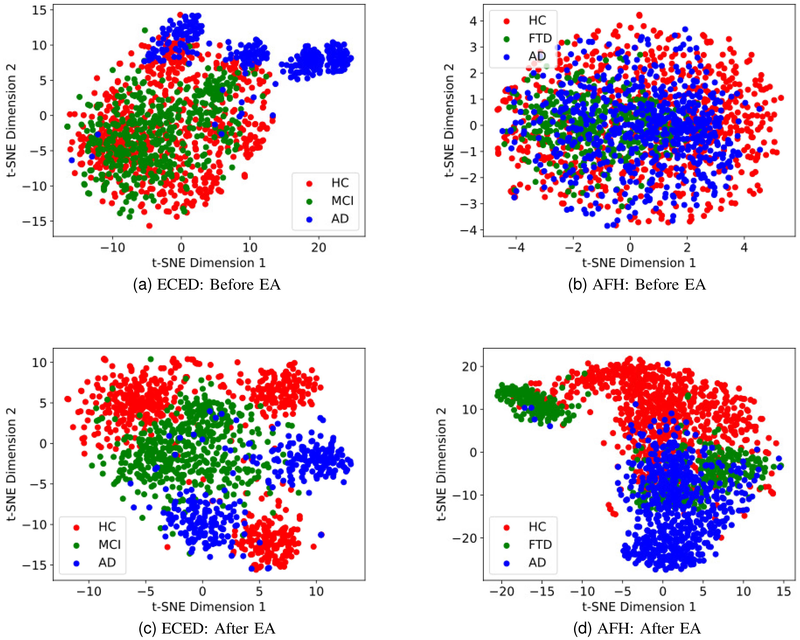 t-SNE Dimension 2
15
10
5
0
−5
−10
−15
HC
MCI
AD
−10
0
10
20
t-SNE Dimension 1
(a) ECED: Before EA
t-SNE Dimension 2
4
3
2
1
0
−1
−2
−3
−4
HC
FTD
AD
−4
−2
0
2
4
t-SNE Dimension 1
(b) AFH: Before EA
t-SNE Dimension 2
10
5
0
−5
−10
−15
HC
MCI
AD
−10
−5
0
5
10
t-SNE Dimension 1
(c) ECED: After EA
t-SNE Dimension 2
20
10
0
−10
−20
HC
FTD
AD
−20
−15
−10
−5
0
5
10
15
t-SNE Dimension 1
(d) AFH: After EA